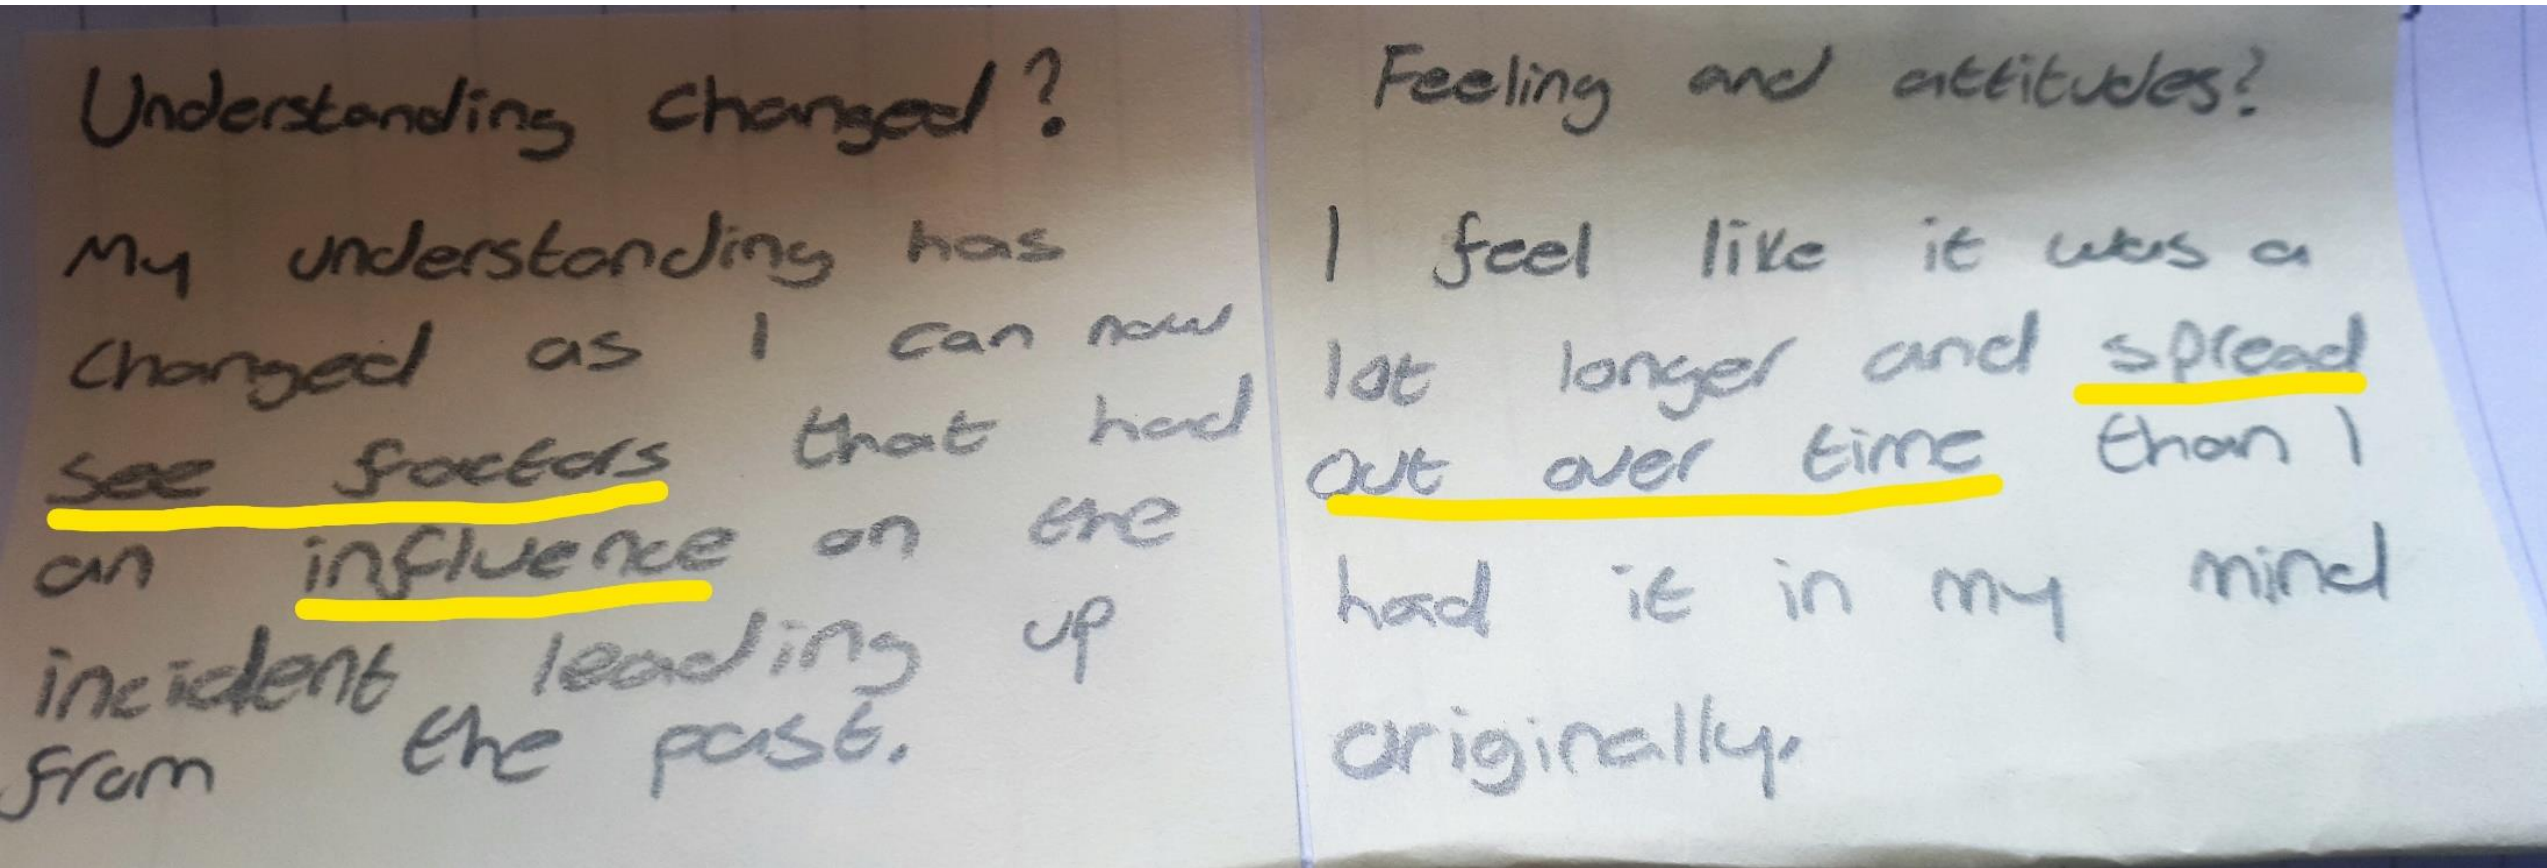 Understanding changed?
My understanding has
changed as I can now
see factors that had
an influence on the
incident leading up
from the past.
Feeling and attitudes?
I feel like it was a
lot longer and spread
out over time than I
had it in my mind
originally.